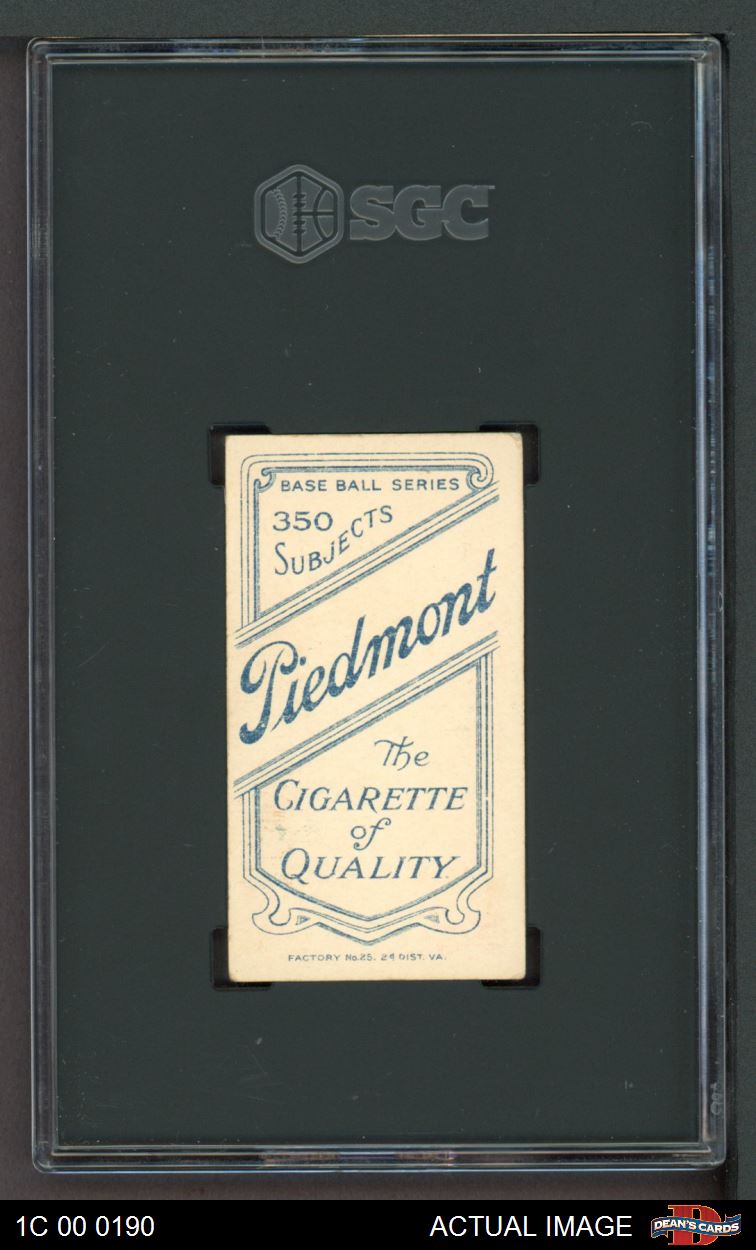 SGC
BASE BALL SERIES
350
SUBJECTS
Piedmont
The
CIGARETTE
of
QUALITY
FACTORY No.25. 2d DIST. VA.
1C 00 0190
ACTUAL IMAGE
DEAN'S CARDS